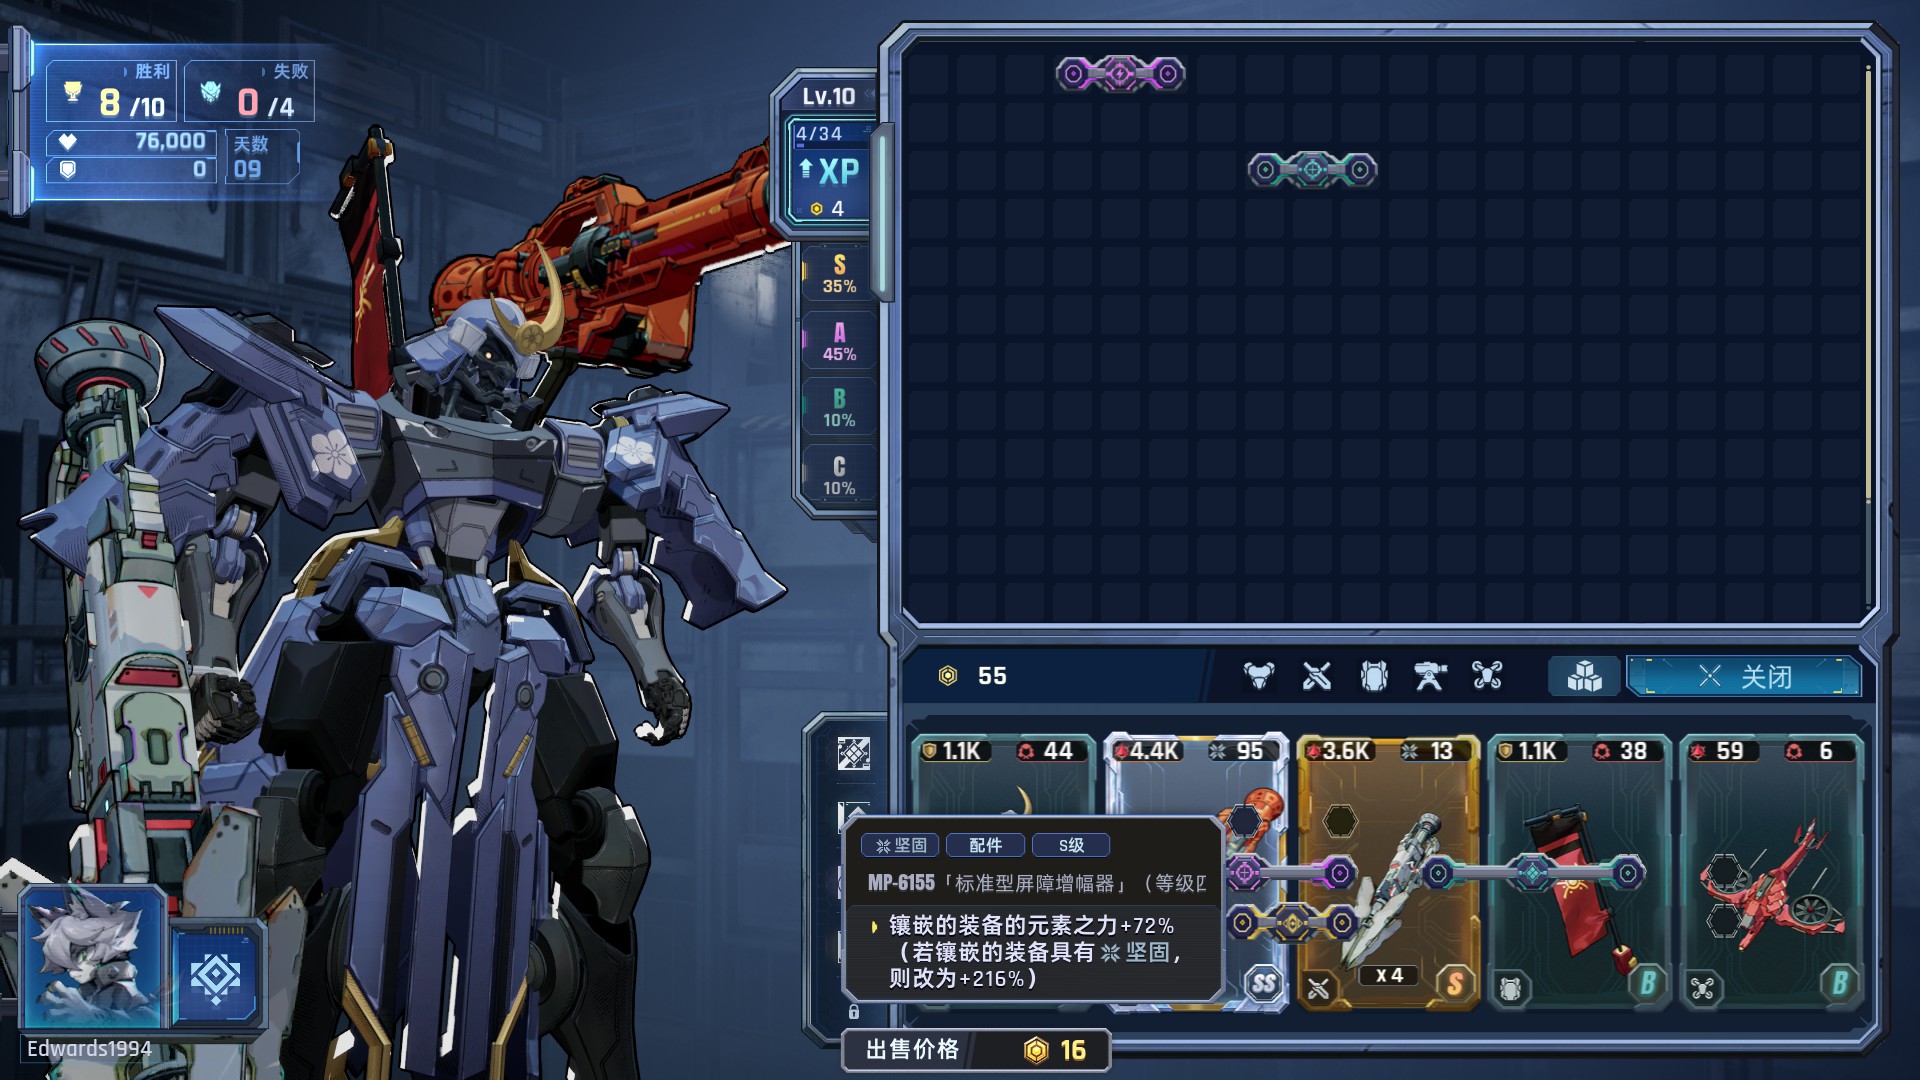 胜利
8/10
失败
0/4
76,000
0
天数
09
Lv.10
4/34
XP
4
S
35%
A
45%
B
10%
C
10%
55
关闭
1.1K
44
4.4K
95
3.6K
13
1.1K
38
59
6
坚固
配件
S级
MP-6155「标准型屏障增幅器」（等级
镶嵌的装备的元素之力+72%
（若镶嵌的装备具有坚固，
则改为+216%）
SS
x4
S
B
B
出售价格
16
Edwards1994